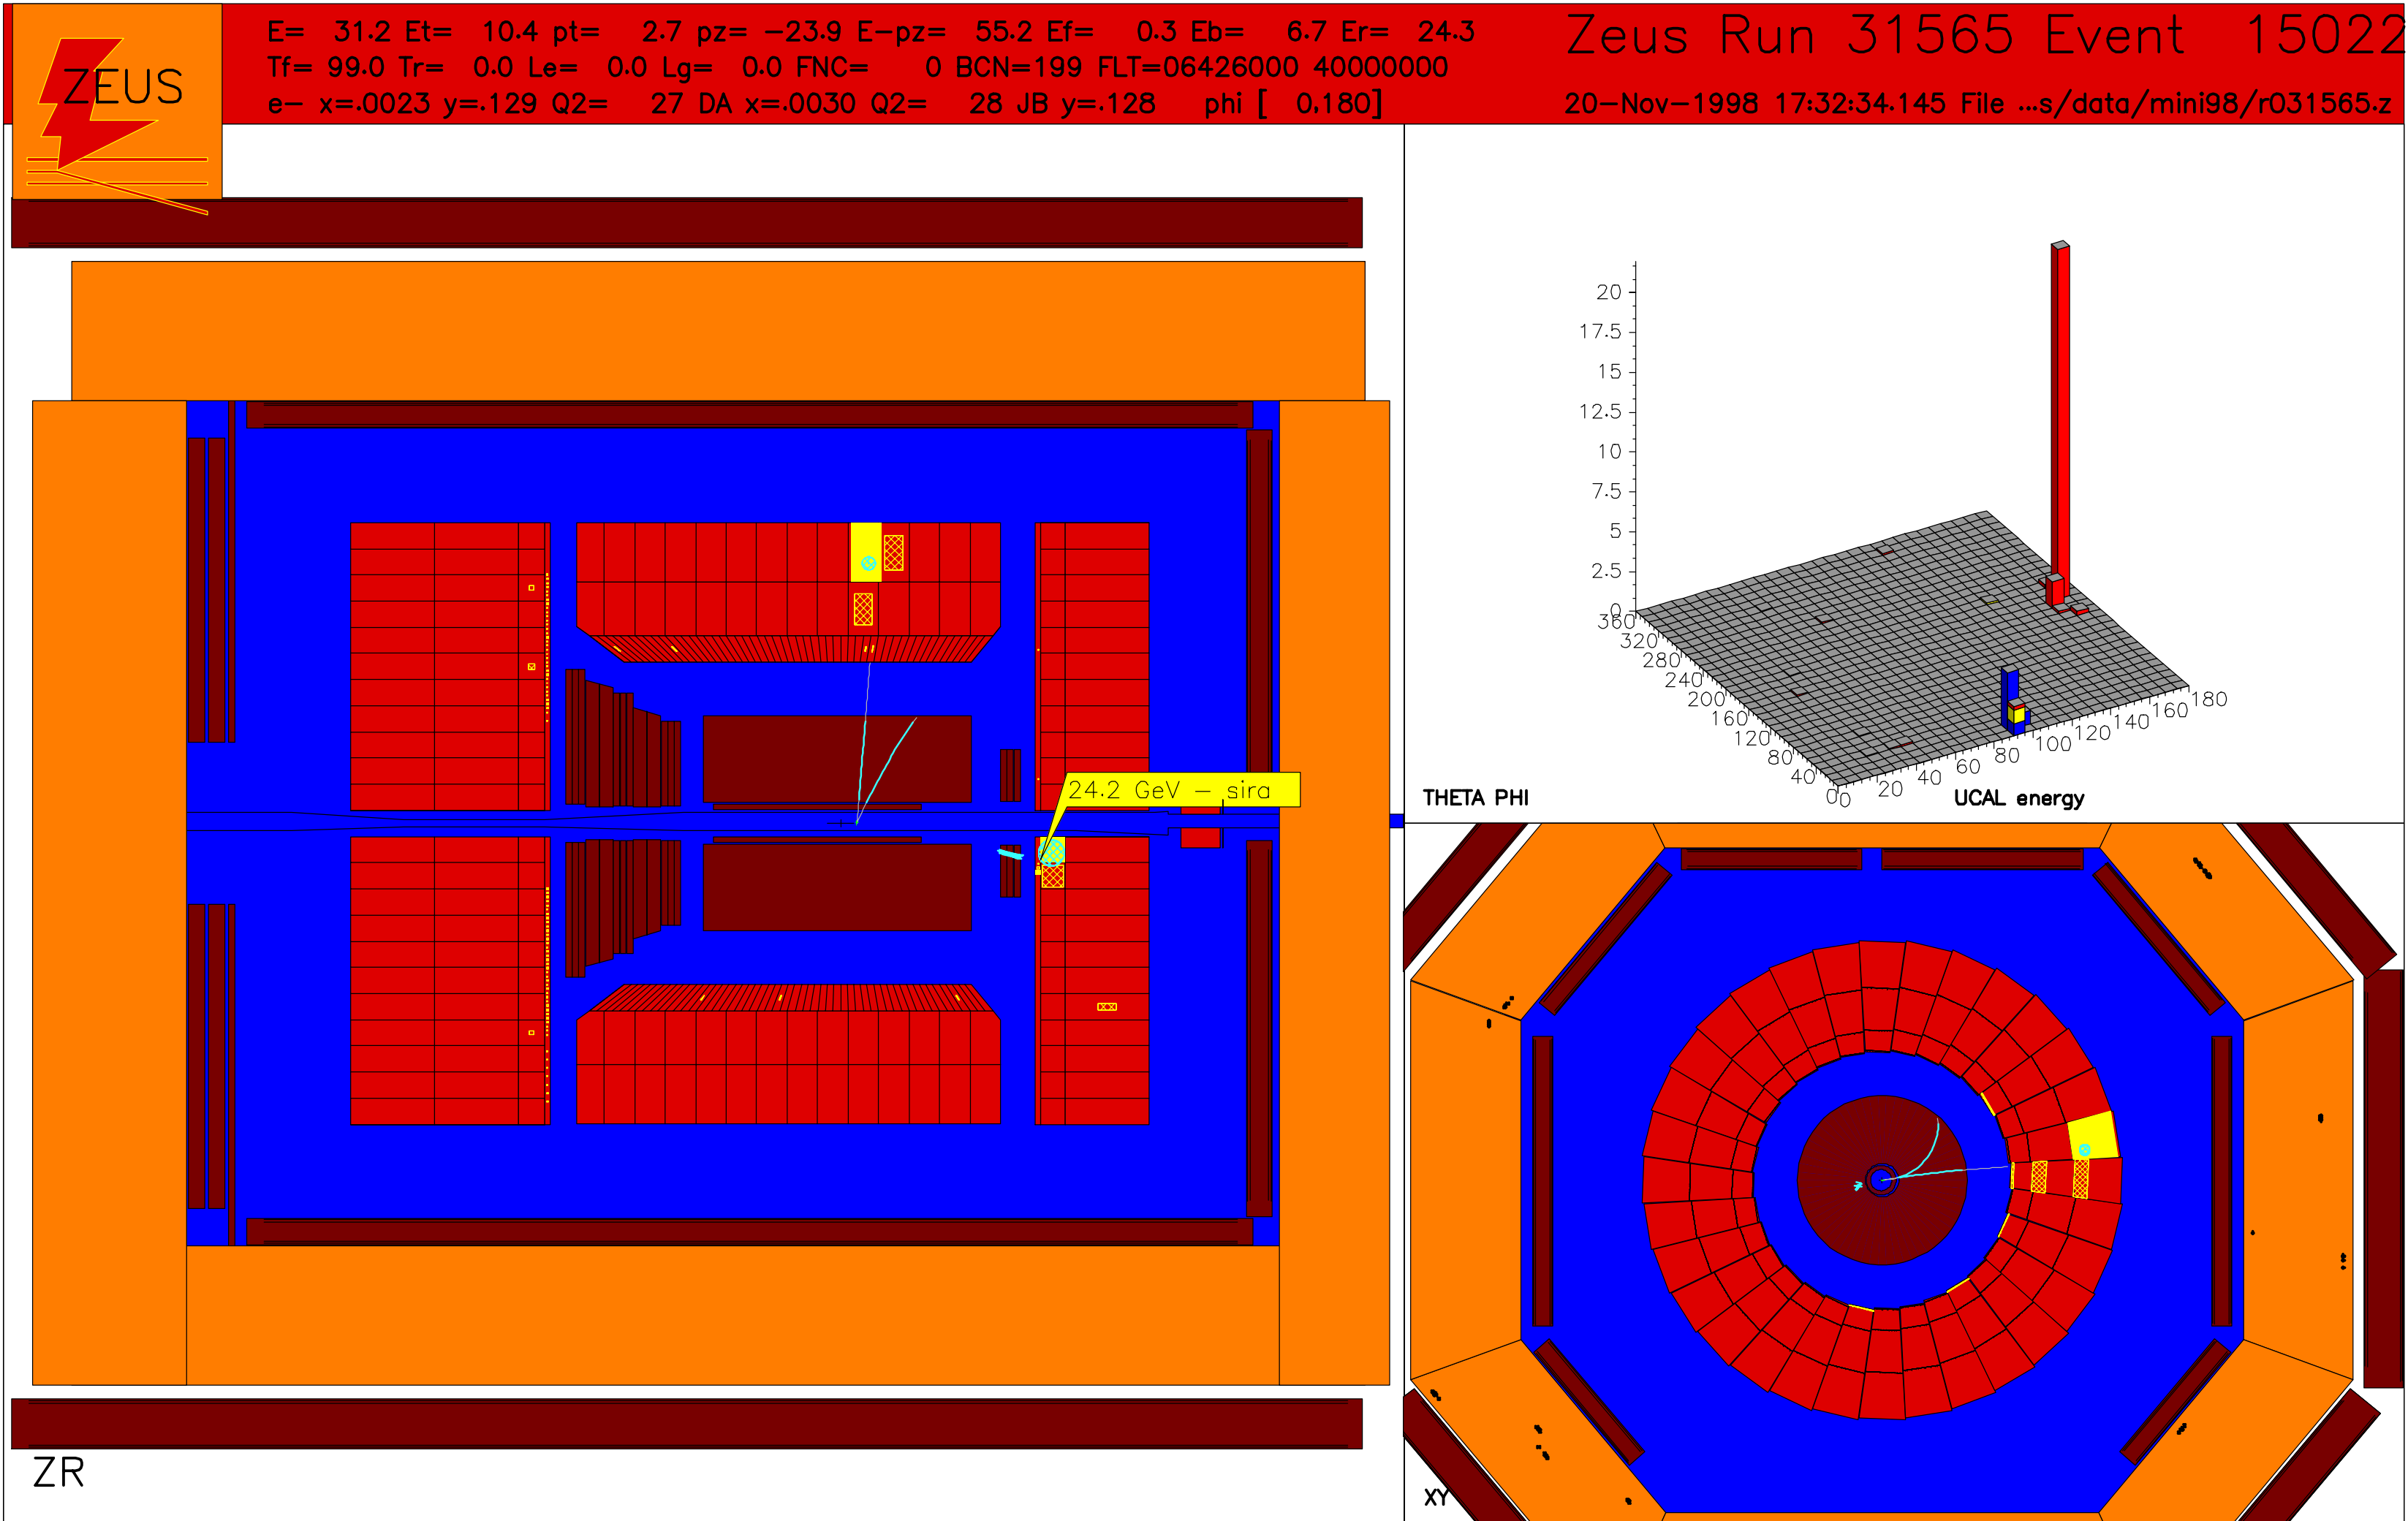 ZEUS
E= 31.2 Et= 10.4 pt= 2.7 pz= -23.9 E-pz= 55.2 Ef= 0.3 Eb= 6.7 Er= 24.3
Tf= 99.0 Tr= 0.0 Le= 0.0 Lg= 0.0 FNC= 0 BCN=199 FLT=06426000 40000000
e- x=.0023 y=.129 Q2= 27 DA x=.0030 Q2= 28 JB y=.128 phi [ 0,180]
Zeus Run 31565 Event 15022
20-Nov-1998 17:32:34.145 File ...s/data/mini98/r031565.z
24.2 GeV - sira
ZR
20
17.5
15
12.5
10
7.5
5
2.5
0
360
320
280
240
200
160
120
80
40
0
0 20 40 60 80 100 120 140 160 180
THETA PHI
UCAL energy
XY